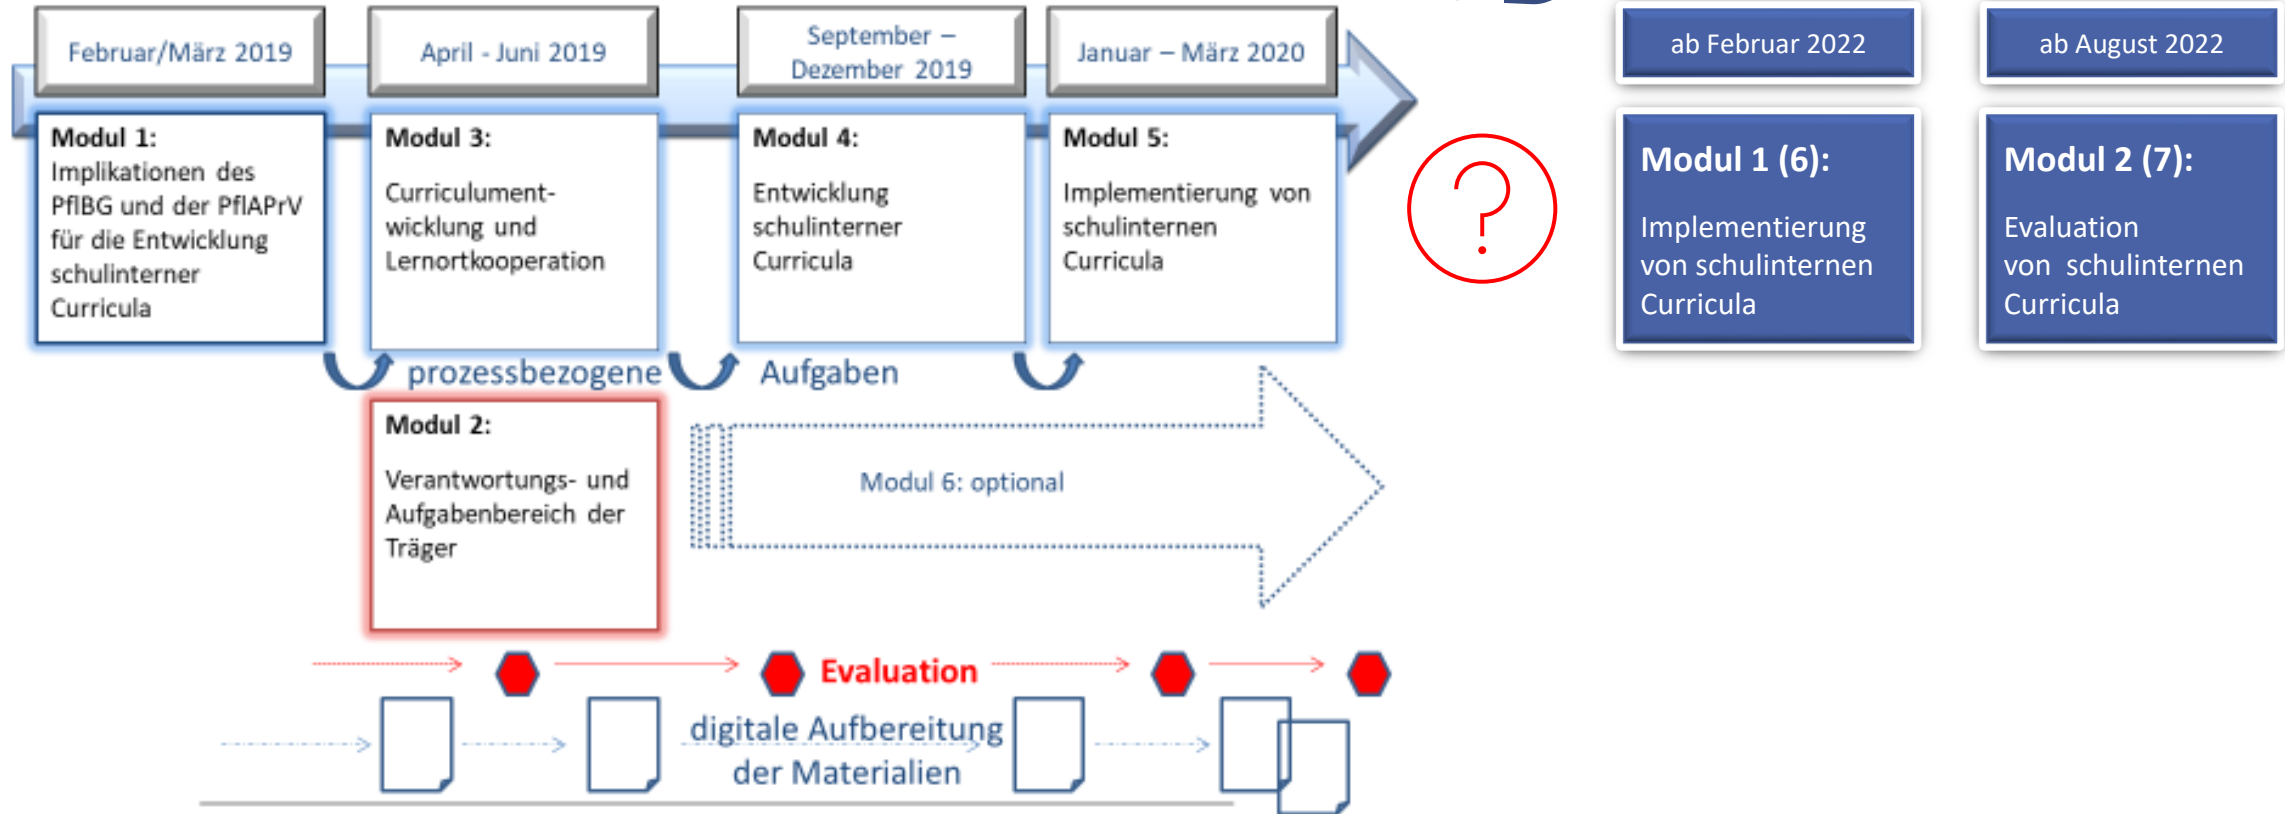 Februar/März 2019
April - Juni 2019
September –
Dezember 2019
Januar – März 2020
ab Februar 2022
ab August 2022
Modul 1:
Implikationen des
PflBG und der PflAPrV
für die Entwicklung
schulinterner
Curricula
Modul 3:
Curriculument-
wicklung und
Lernortkooperation
Modul 4:
Entwicklung
schulinterner
Curricula
Modul 5:
Implementierung von
schulinternen
Curricula
?
Modul 1 (6):
Implementierung
von schulinternen
Curricula
Modul 2 (7):
Evaluation
von schulinternen
Curricula
prozessbezogene Aufgaben
Modul 2:
Verantwortungs- und
Aufgabenbereich der
Träger
Modul 6: optional
Evaluation
digitale Aufbereitung
der Materialien